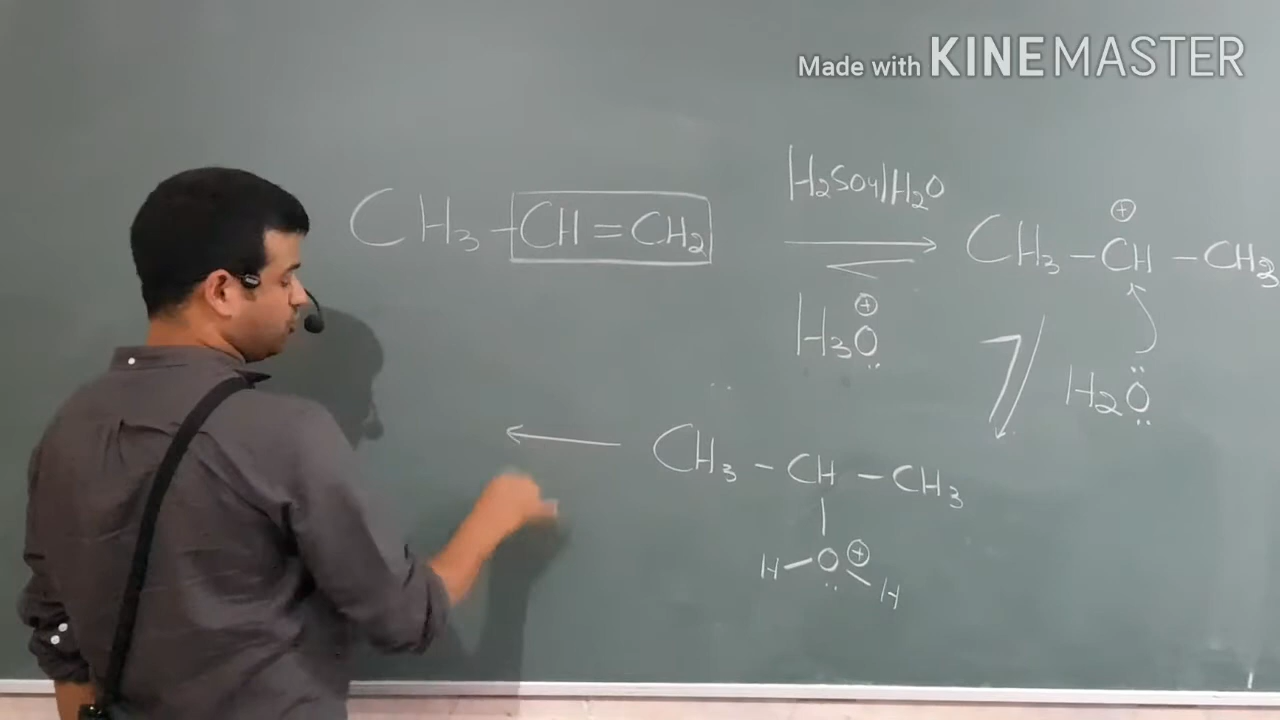 Made with KINEMASTER
H₂SO₄/H₂O
CH₃-CH=CH₂
⊕
CH₃-CH-CH₃
⊕
H₃O
H₂O
CH₃-CH-CH₃
H-O⊕
H